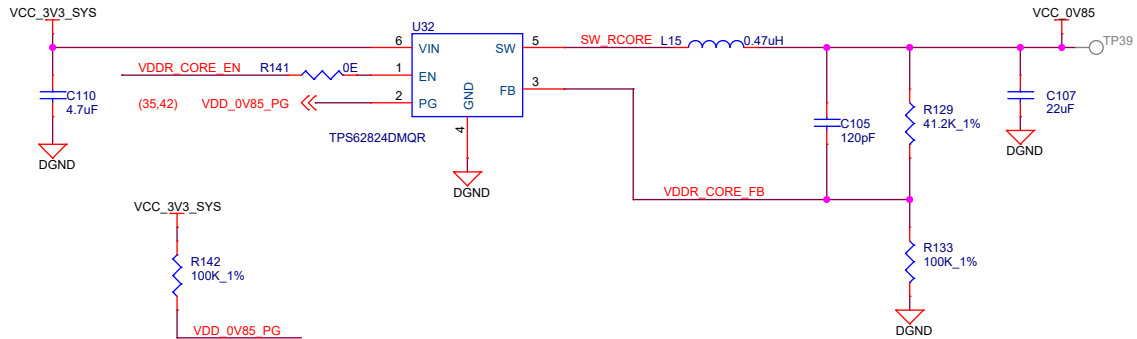 VCC_3V3_SYS
VCC_0V85
U32
6 VIN
SW 5
SW_RCORE
L15
0.47uH
TP39
VDDR_CORE_EN
R141
0E
1 EN
FB 3
(35,42)
VDD_0V85_PG
2 PG
GND
4
C110
4.7uF
TPS62824DMQR
DGND
DGND
C105
120pF
R129
41.2K_1%
C107
22uF
DGND
VDDR_CORE_FB
VCC_3V3_SYS
R142
100K_1%
R133
100K_1%
VDD_0V85_PG
DGND